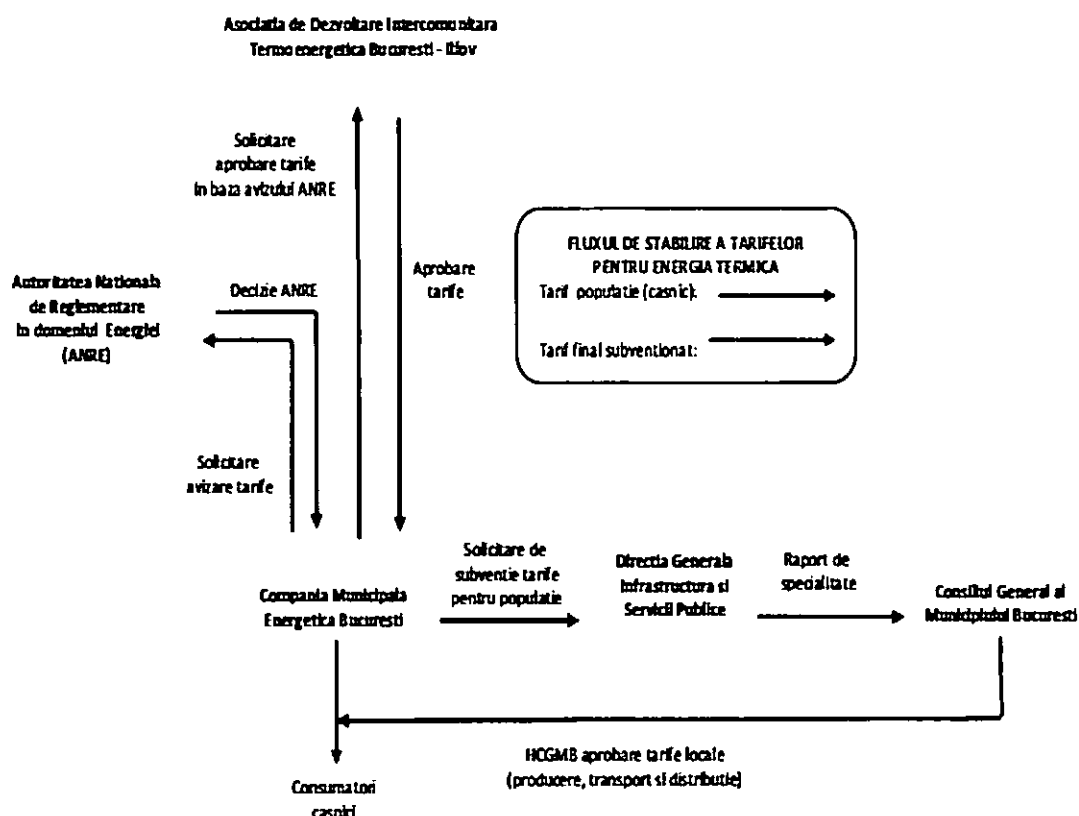 Asociatia de Dezvoltare Intercomunitara
Termoenergetica Bucuresti - Ilfov
Solicitare
aprobare tarife
in baza avizului ANRE
Aprobare
tarife
FLUXUL DE STABILIRE A TARIFELOR
PENTRU ENERGIA TERMICA
Tarif populatie (casnic):
Tarif final subventionat:
Autoritatea Nationala
de Reglementare
in domeniul Energiei
(ANRE)
Decizie ANRE
Solicitare
avizare tarife
Compania Municipala
Energetica Bucuresti
Solicitare de
subventie tarife
pentru populatie
Directia Generala
Infrastructura si
Servicii Publice
Raport de
specialitate
Consiliul General al
Municipiului Bucuresti
HCGMB aprobare tarife locale
(producere, transport si distributie)
Consumatori
casnici